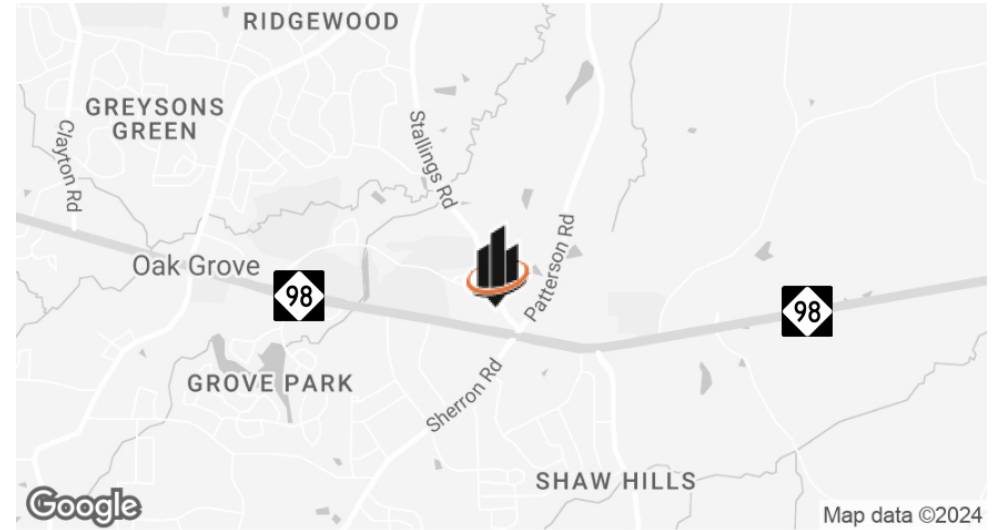 RIDGEWOOD
GREYSONS
GREEN
Clayton Rd
Stallings Rd
Patterson Rd
Oak Grove
98
98
GROVE PARK
Sherron Rd
SHAW HILLS
Google
Map data ©2024